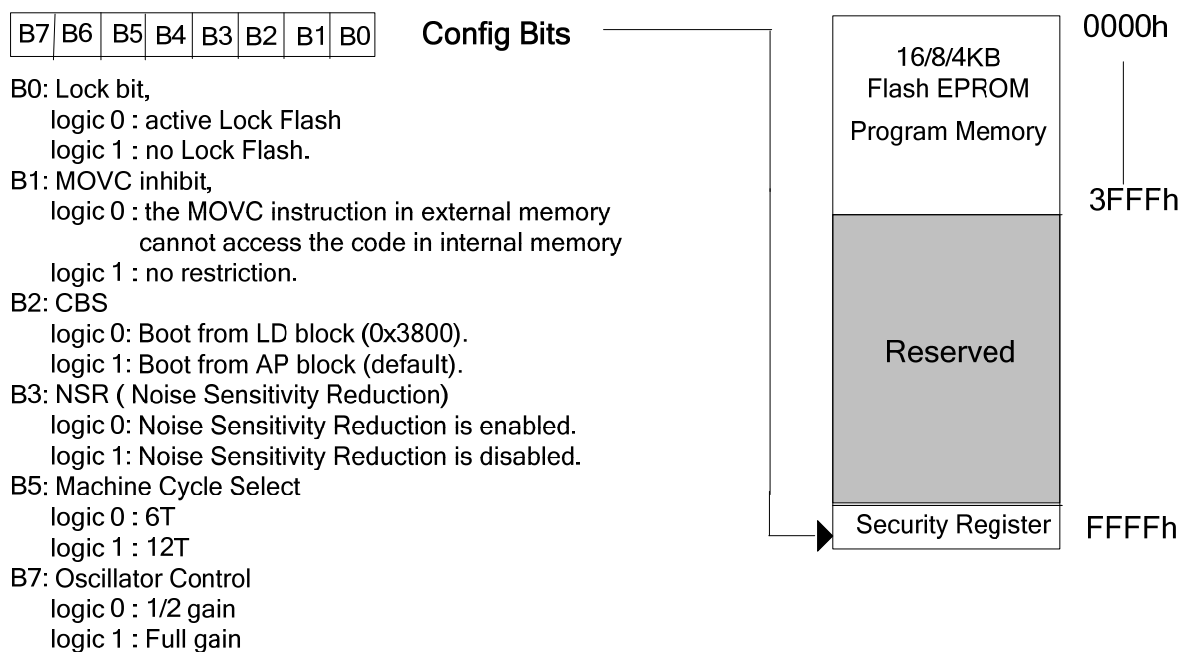 B7 B6 B5 B4 B3 B2 B1 B0
Config Bits
B0: Lock bit,
logic 0 : active Lock Flash
logic 1 : no Lock Flash.
B1: MOVC inhibit,
logic 0 : the MOVC instruction in external memory
cannot access the code in internal memory
logic 1 : no restriction.
B2: CBS
logic 0: Boot from LD block (0x3800).
logic 1: Boot from AP block (default).
B3: NSR ( Noise Sensitivity Reduction)
logic 0: Noise Sensitivity Reduction is enabled.
logic 1: Noise Sensitivity Reduction is disabled.
B5: Machine Cycle Select
logic 0 : 6T
logic 1 : 12T
B7: Oscillator Control
logic 0 : 1/2 gain
logic 1 : Full gain
0000h
16/8/4KB
Flash EPROM
Program Memory
3FFFh
Reserved
Security Register
FFFFh